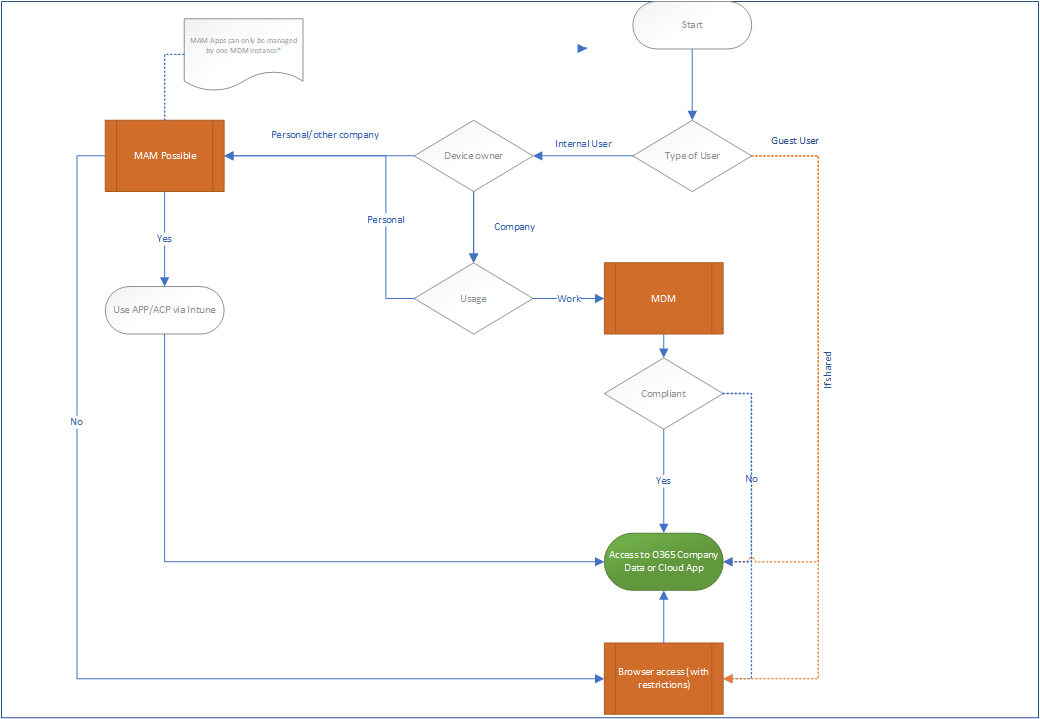 Start
MAM Apps can only be managed
by one MDM instance*
Personal/other company
Internal User
Guest User
MAM Possible
Device owner
Type of User
Personal
Company
Yes
Use APP/ACP via Intune
Usage
Work
MDM
If shared
Compliant
No
Yes
No
Access to O365 Company
Data or Cloud App
Browser access (with
restrictions)